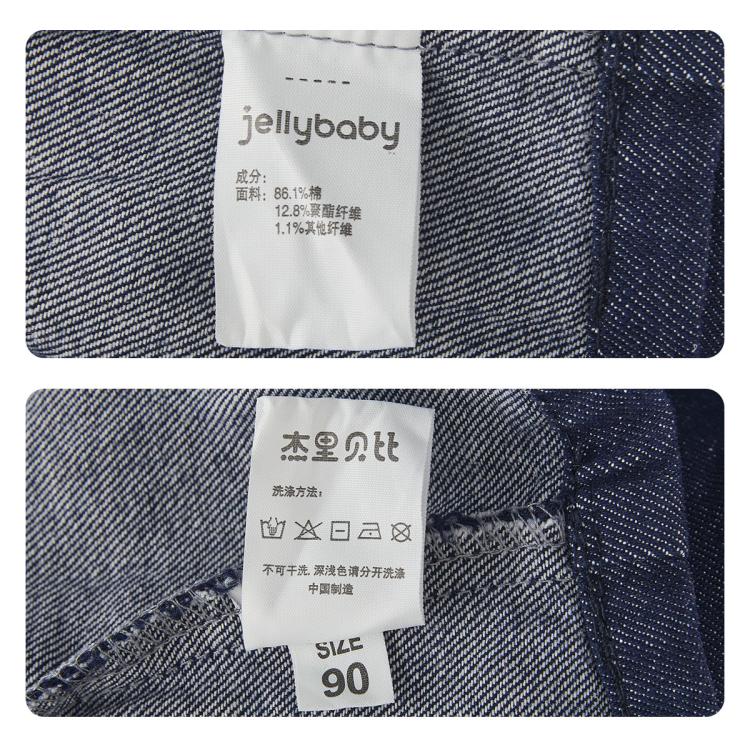 -----
jellybaby
成分：
面料：86.1%棉
12.8%聚酯纤维
1.1%其他纤维
杰里贝比
洗涤方法：
不可干洗.深浅色请分开洗涤
中国制造
SIZE
90